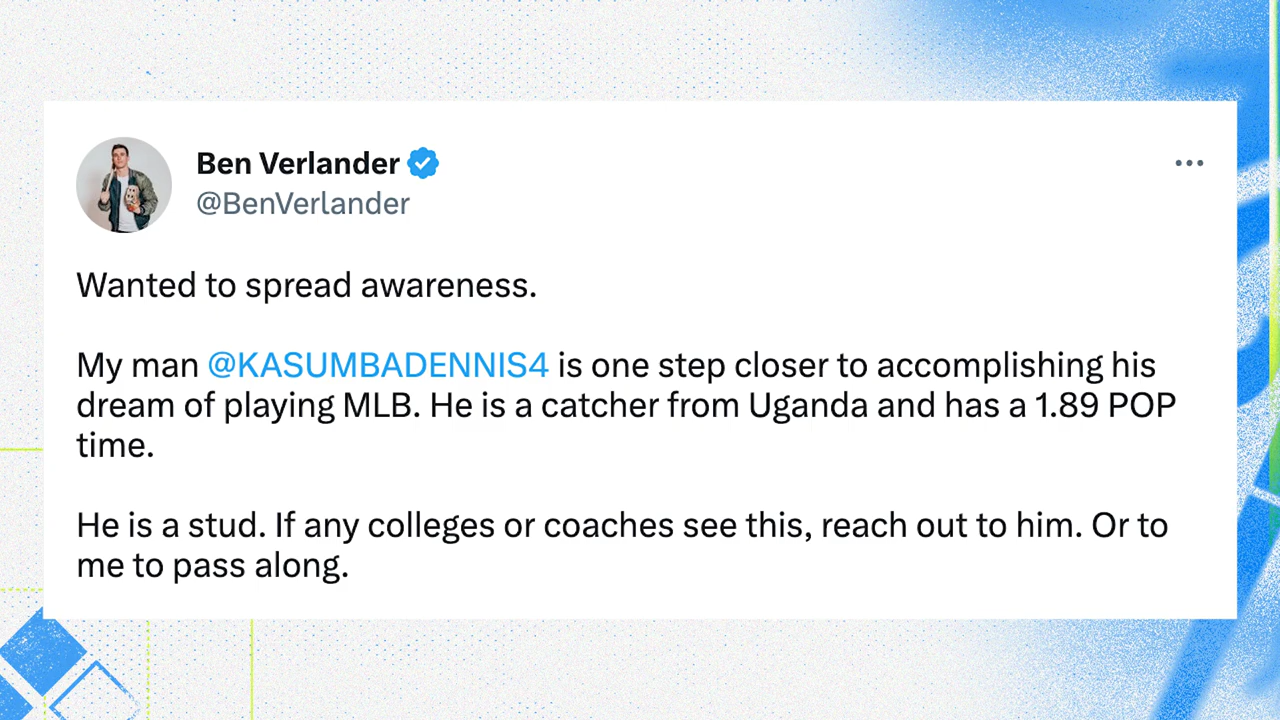 Ben Verlander
@BenVerlander
Wanted to spread awareness.
My man @KASUMBADENNIS4 is one step closer to accomplishing his
dream of playing MLB. He is a catcher from Uganda and has a 1.89 POP
time.
He is a stud. If any colleges or coaches see this, reach out to him. Or to
me to pass along.